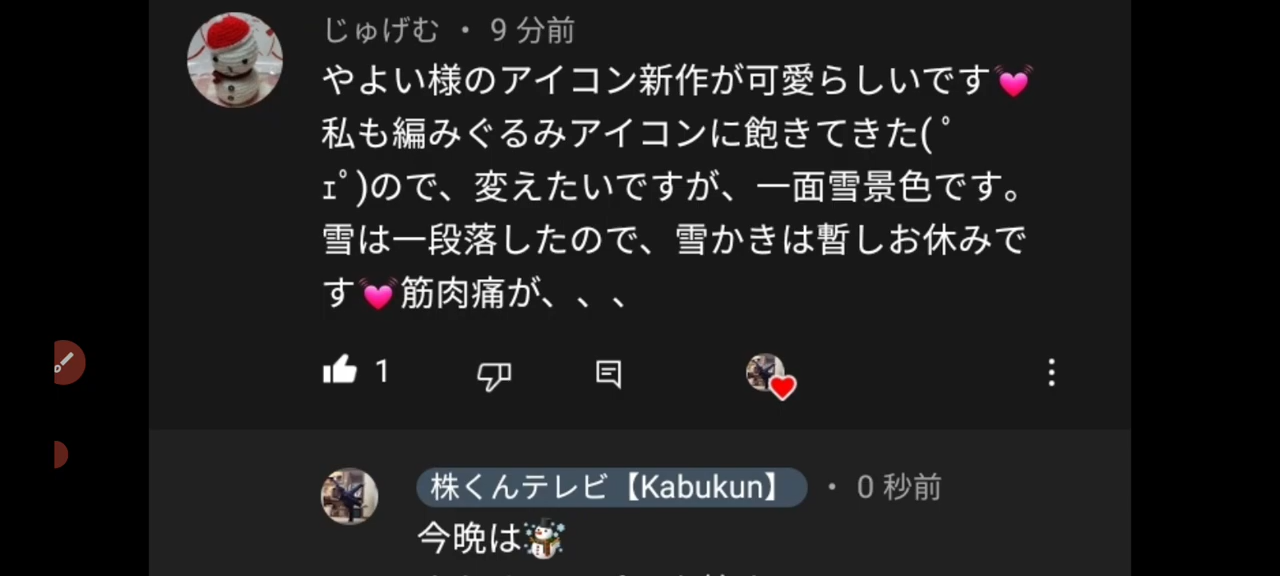 じゅげむ ・ 9 分前
やよい様のアイコン新作が可愛らしいです💓
私も編みぐるみアイコンに飽きてきた( ﾟ
ｪﾟ)ので、変えたいですが、一面雪景色です。
雪は一段落したので、雪かきは暫しお休みで
す💓筋肉痛が、、、
1
株くんテレビ【Kabukun】 ・ 0 秒前
今晩は☃️